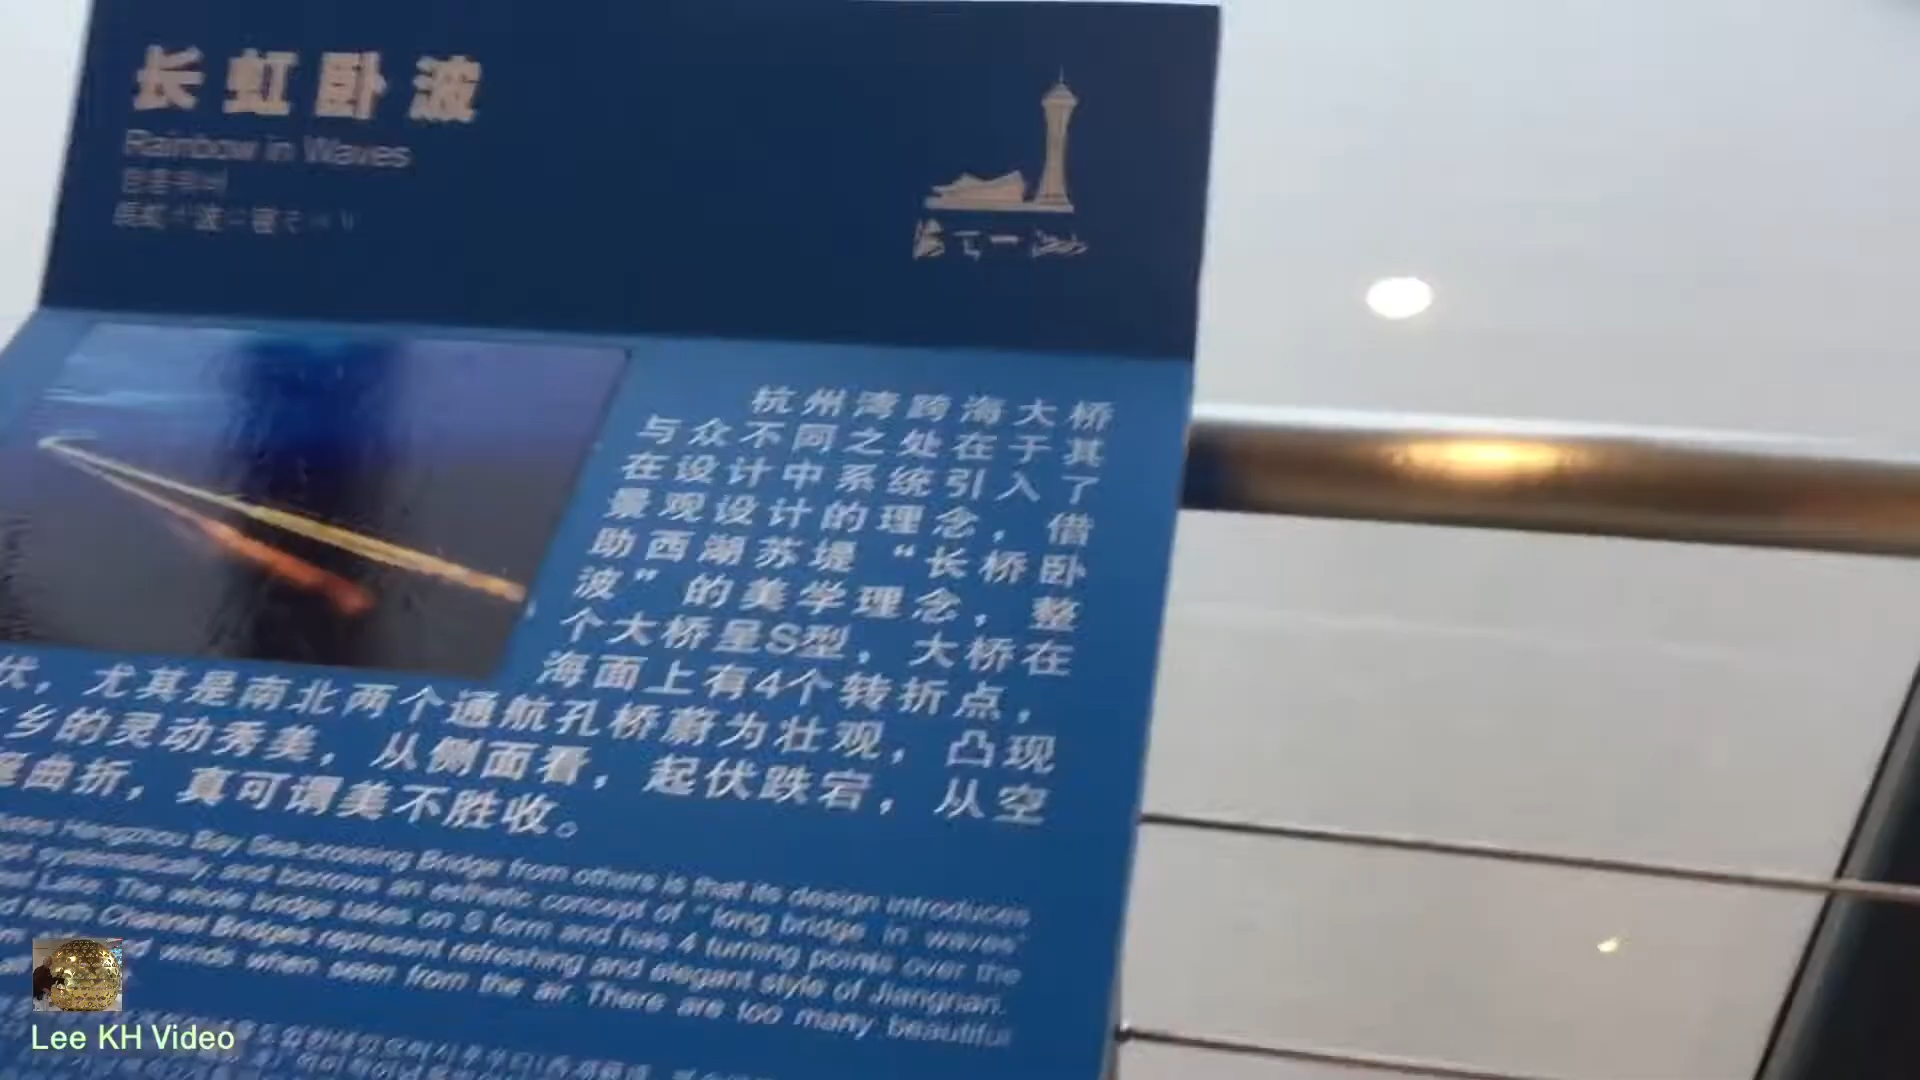 长虹卧波
Rainbow in Waves
海天一洲
杭州湾跨海大桥
与众不同之处在于其
在设计中系统引入了
景观设计的理念，借
助西湖苏堤“长桥卧
波”的美学理念，整
个大桥呈S型，大桥在
海面上有4个转折点，
伏，尤其是南北两个通航孔桥蔚为壮观，凸现
乡的灵动秀美，从侧面看，起伏跌宕，从空
曲折，真可谓美不胜收。
Hangzhou Bay Sea-crossing Bridge from others is that its design introduces
systematically, and borrows an esthetic concept of "long bridge in waves"
Lake. The whole bridge takes on S form and has 4 turning points over the
North Channel Bridges represent refreshing and elegant style of Jiangnan.
winds when seen from the air. There are too many beautiful
Lee KH Video